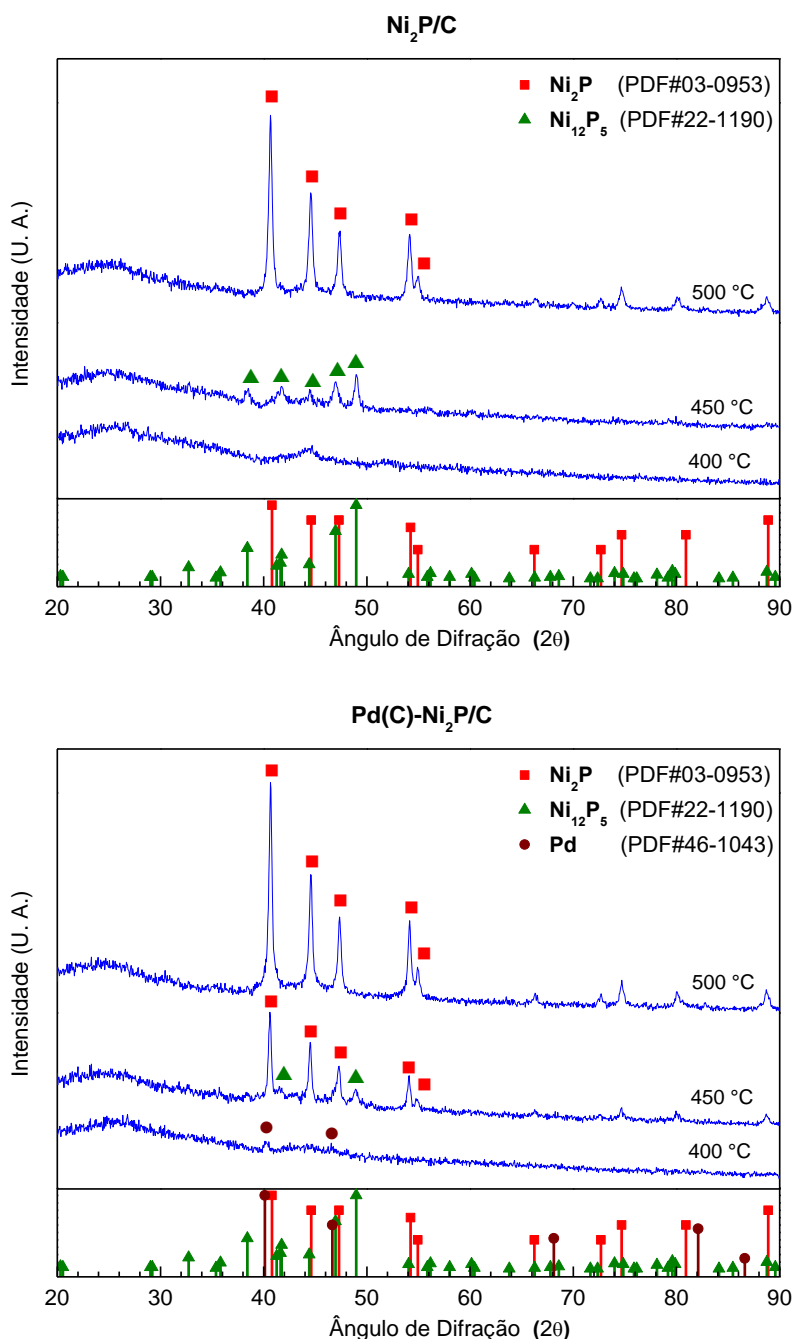 Ni₂P/C
Ni₂P (PDF#03-0953)
Ni₁₂P₅ (PDF#22-1190)
500 °C
450 °C
400 °C
Intensidade (U. A.)
20 30 40 50 60 70 80 90
Ângulo de Difração (2θ)
Pd(C)-Ni₂P/C
Ni₂P (PDF#03-0953)
Ni₁₂P₅ (PDF#22-1190)
Pd (PDF#46-1043)
500 °C
450 °C
400 °C
Intensidade (U. A.)
20 30 40 50 60 70 80 90
Ângulo de Difração (2θ)